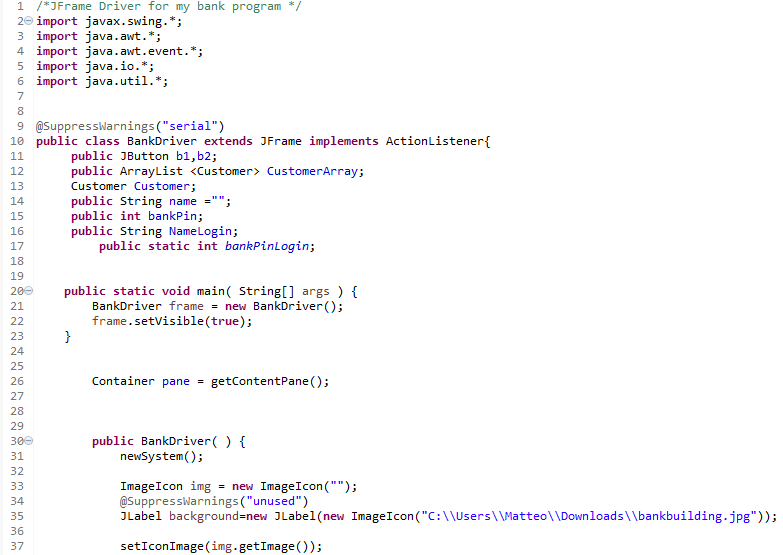 1 /*JFrame Driver for my bank program */
2 import javax.swing.*;
3 import java.awt.*;
4 import java.awt.event.*;
5 import java.io.*;
6 import java.util.*;
7
8
9 @SuppressWarnings("serial")
10 public class BankDriver extends JFrame implements ActionListener{
11 public JButton b1,b2;
12 public ArrayList <Customer> CustomerArray;
13 Customer Customer;
14 public String name ="";
15 public int bankPin;
16 public String NameLogin;
17 public static int bankPinLogin;
18
19
20 public static void main( String[] args ) {
21 BankDriver frame = new BankDriver();
22 frame.setVisible(true);
23 }
24
25
26 Container pane = getContentPane();
27
28
29
30 public BankDriver( ) {
31 newSystem();
32
33 ImageIcon img = new ImageIcon("");
34 @SuppressWarnings("unused")
35 JLabel background=new JLabel(new ImageIcon("C:\\Users\\Matteo\\Downloads\\bankbuilding.jpg"));
36
37 setIconImage(img.getImage());